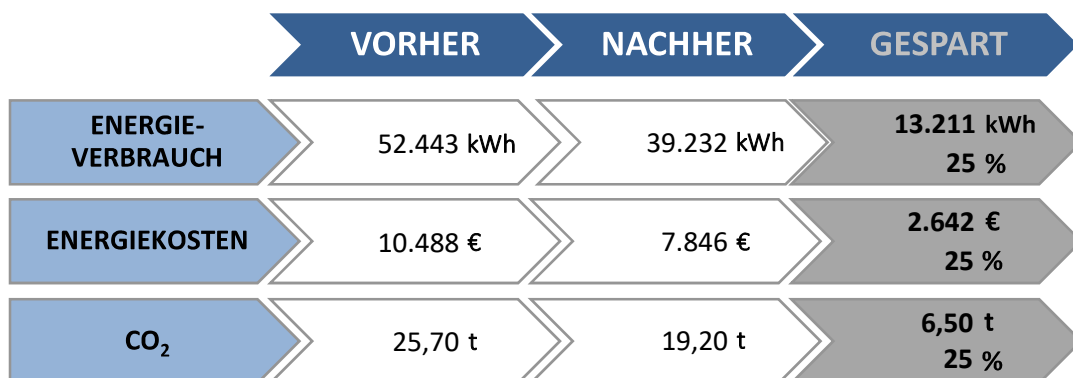 VORHER NACHHER GESPART
ENERGIE-
VERBRAUCH
52.443 kWh 39.232 kWh
13.211 kWh
25 %
ENERGIEKOSTEN 10.488 € 7.846 €
2.642 €
25 %
CO₂ 25,70 t 19,20 t
6,50 t
25 %